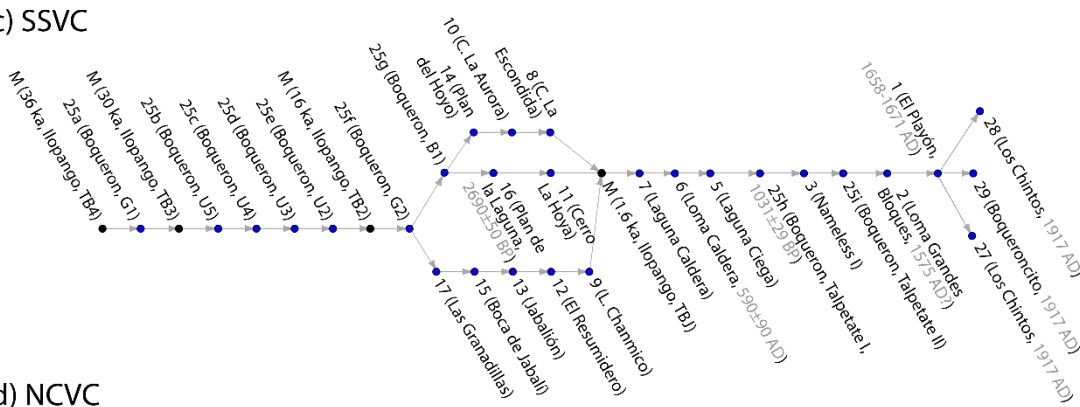 c) SSVC
M (36 ka, Ilopango, TB4)
25a (Boqueron, G1)
M (30 ka, Ilopango, TB3)
25b (Boqueron, U5)
25c (Boqueron, U4)
25d (Boqueron, U3)
25e (Boqueron, U2)
M (16 ka, Ilopango, TB2)
25f (Boqueron, G2)
25g (Boqueron, B1)
14 (Plan
del Hoyo)
10 (C. La Aurora)
8 (C. La
Escondida)
16 (Plan de
la Laguna,
2690±50 BP)
11 (Cerro
La Hoya)
17 (Las Granadillas)
15 (Boca de Jabalí)
13 (Jabalión)
12 (El Resumidero)
9 (L. Chanmico)
M (1.6 ka, Ilopango, TBJ)
7 (Laguna Caldera)
6 (Loma Caldera, 590±90 AD)
5 (Laguna Ciega)
25h (Boqueron, Talpetate I,
1031±29 BP)
3 (Nameless I)
25i (Boqueron, Talpetate II)
2 (Loma Grandes
Bloques, 1575 AD?)
1 (El Playón,
1658-1671 AD)
28 (Los Chintos, 1917 AD)
29 (Boqueroncito, 1917 AD)
27 (Los Chintos, 1917 AD)
d) NCVC